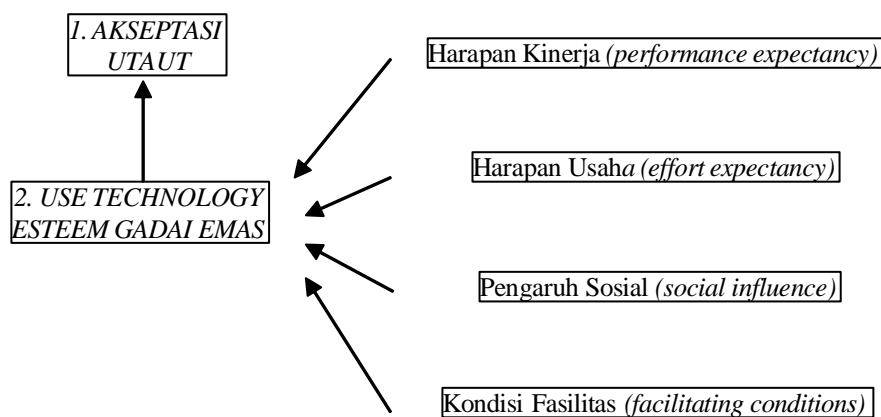 1. AKSEPTASI
UTAUT
Harapan Kinerja (performance expectancy)
Harapan Usaha (effort expectancy)
2. USE TECHNOLOGY
ESTEEM GADAI EMAS
Pengaruh Sosial (social influence)
Kondisi Fasilitas (facilitating conditions)